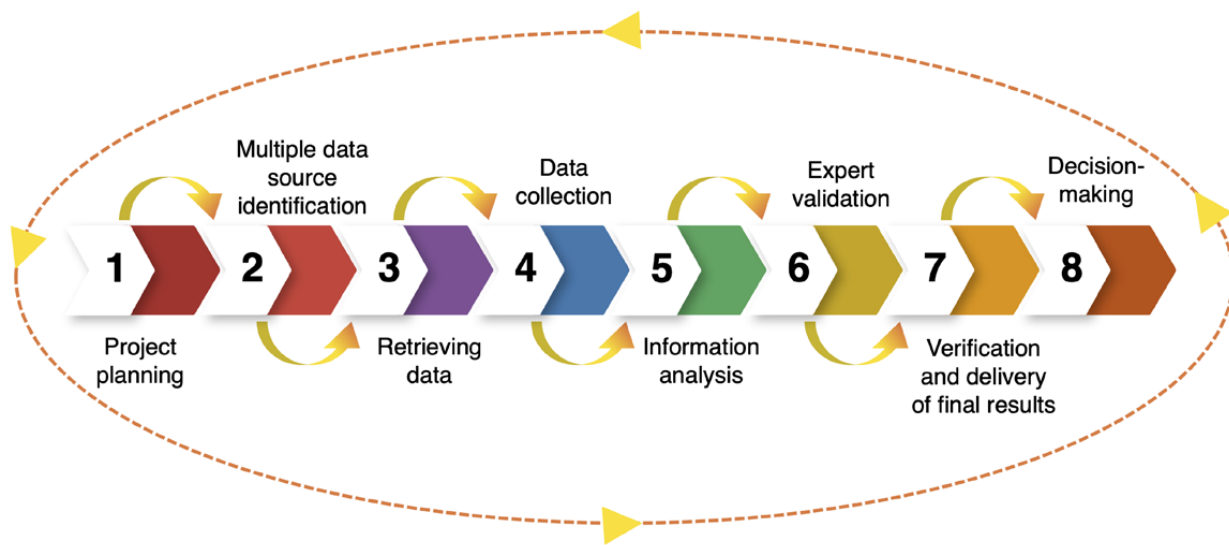 1
Project
planning
2
Multiple data
source
identification
3
Retrieving
data
4
Data
collection
5
Information
analysis
6
Expert
validation
7
Verification
and delivery
of final results
8
Decision-
making